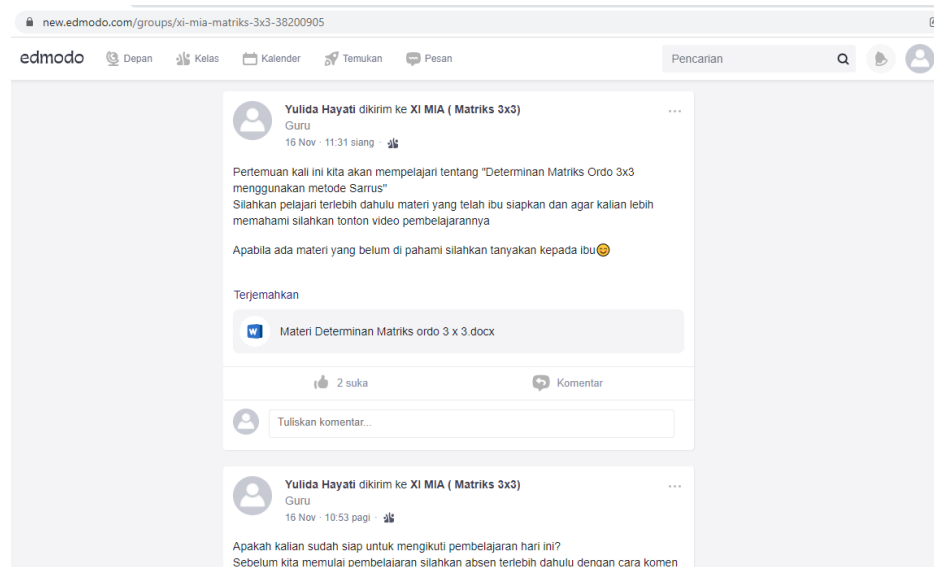 new.edmodo.com/groups/xi-mia-matriks-3x3-38200905
edmodo Depan Kelas Kalender Temukan Pesan Pencarian
Yulida Hayati dikirim ke XI MIA ( Matriks 3x3)
Guru
16 Nov · 11:31 siang ·
Pertemuan kali ini kita akan mempelajari tentang "Determinan Matriks Ordo 3x3
menggunakan metode Sarrus"
Silahkan pelajari terlebih dahulu materi yang telah ibu siapkan dan agar kalian lebih
memahami silahkan tonton video pembelajarannya
Apabila ada materi yang belum di pahami silahkan tanyakan kepada ibu😊
Terjemahkan
Materi Determinan Matriks ordo 3 x 3.docx
2 suka Komentar
Tuliskan komentar...
Yulida Hayati dikirim ke XI MIA ( Matriks 3x3)
Guru
16 Nov · 10:53 pagi ·
Apakah kalian sudah siap untuk mengikuti pembelajaran hari ini?
Sebelum kita memulai pembelajaran silahkan absen terlebih dahulu dengan cara komen